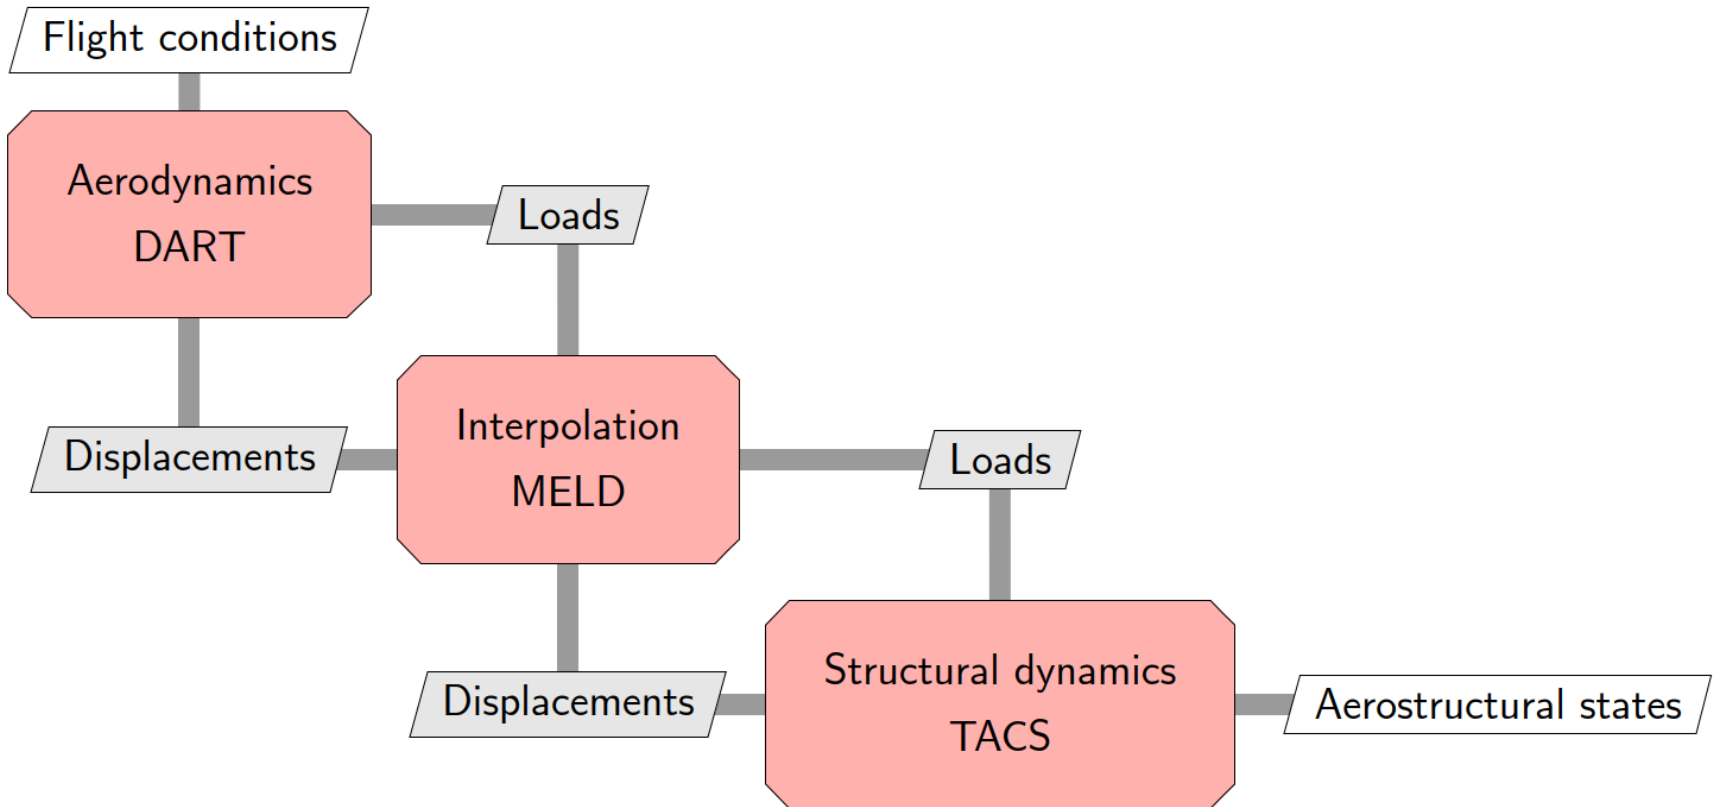 Flight conditions
Aerodynamics
DART
Loads
Displacements
Interpolation
MELD
Loads
Displacements
Structural dynamics
TACS
Aerostructural states